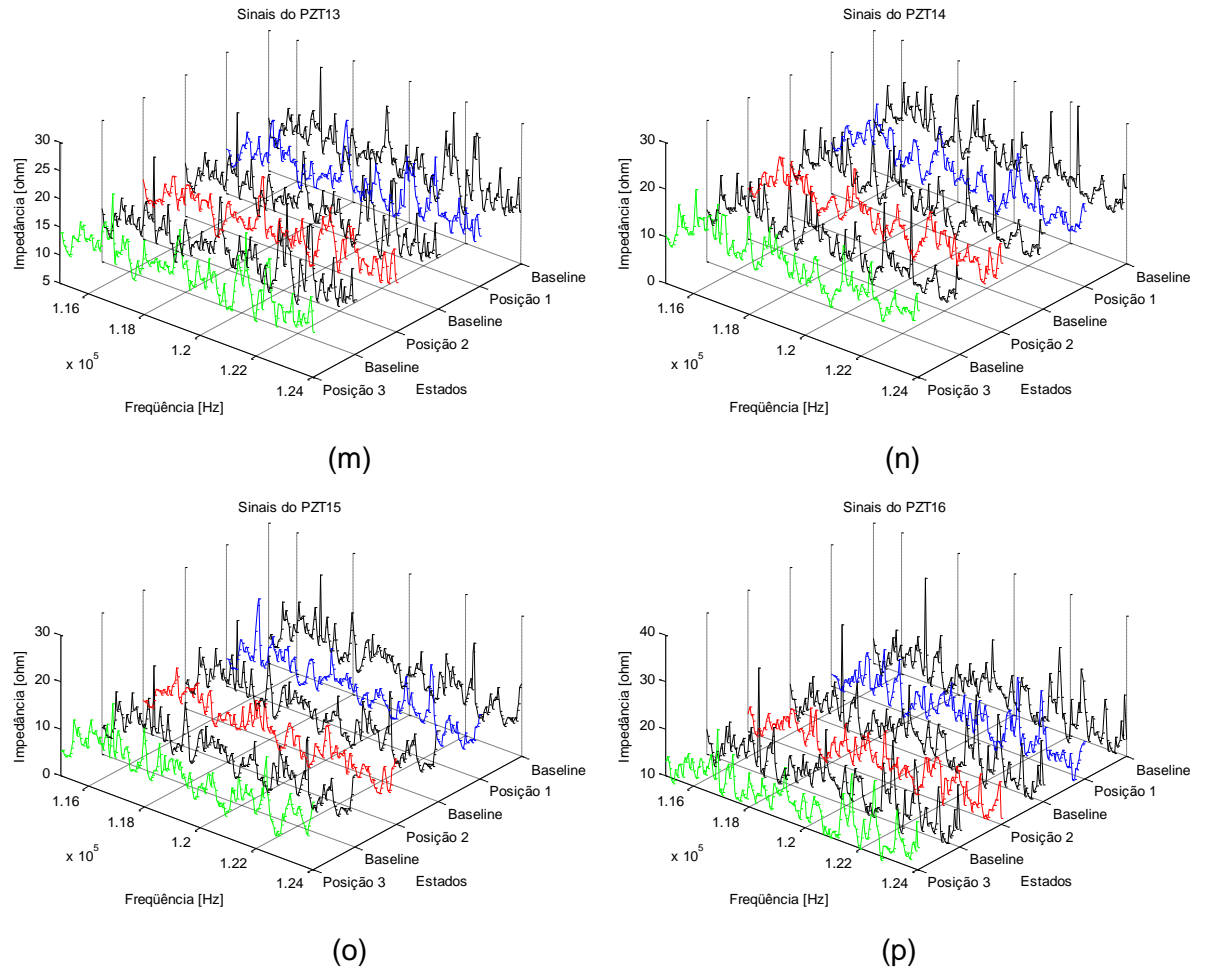 Sinais do PZT13
Impedância [ohm]
30
25
20
15
10
5
1.16
1.18
1.2
1.22
1.24
x 10^5
Freqüência [Hz]
Baseline
Posição 1
Baseline
Posição 2
Baseline
Posição 3
Estados
(m)
Sinais do PZT14
Impedância [ohm]
30
20
10
0
1.16
1.18
1.2
1.22
1.24
x 10^5
Freqüência [Hz]
Baseline
Posição 1
Baseline
Posição 2
Baseline
Posição 3
Estados
(n)
Sinais do PZT15
Impedância [ohm]
30
20
10
0
1.16
1.18
1.2
1.22
1.24
x 10^5
Freqüência [Hz]
Baseline
Posição 1
Baseline
Posição 2
Baseline
Posição 3
Estados
(o)
Sinais do PZT16
Impedância [ohm]
40
30
20
10
1.16
1.18
1.2
1.22
1.24
x 10^5
Freqüência [Hz]
Baseline
Posição 1
Baseline
Posição 2
Baseline
Posição 3
Estados
(p)